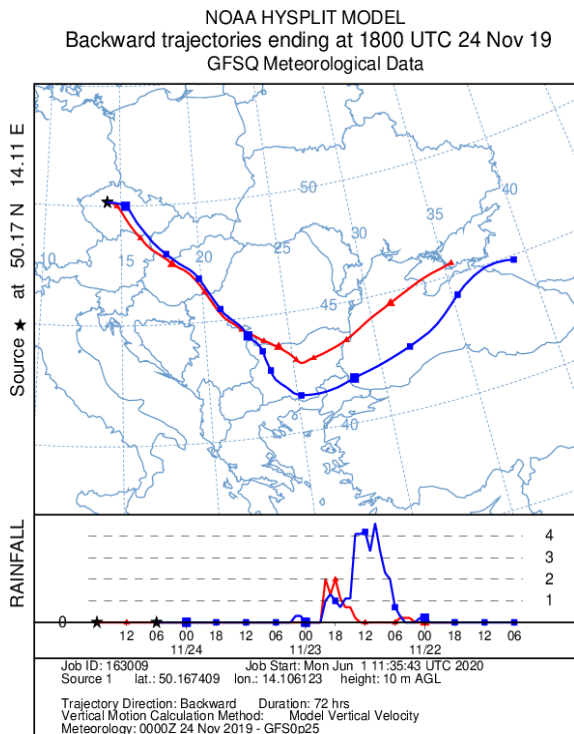 NOAA HYSPLIT MODEL
Backward trajectories ending at 1800 UTC 24 Nov 19
GFSQ Meteorological Data
Source ★ at 50.17 N 14.11 E
50
40
35
30
25
20
15
10
45
40
RAINFALL
4
3
2
1
0
12 06 00 18 12 06 00 18 12 06 00 18 12 06
11/24 11/23 11/22
Job ID: 163009 Job Start: Mon Jun 1 11:35:43 UTC 2020
Source 1 lat.: 50.167409 lon.: 14.106123 height: 10 m AGL
Trajectory Direction: Backward Duration: 72 hrs
Vertical Motion Calculation Method: Model Vertical Velocity
Meteorology: 0000Z 24 Nov 2019 - GFS0p25